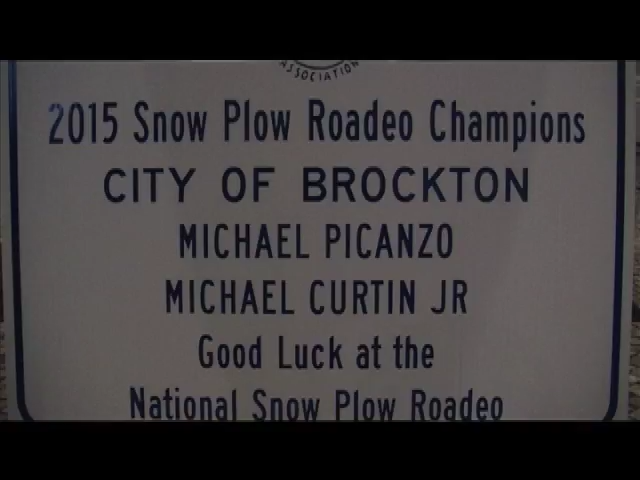 ASSOCIATION
2015 Snow Plow Roadeo Champions
CITY OF BROCKTON
MICHAEL PICANZO
MICHAEL CURTIN JR
Good Luck at the
National Snow Plow Roadeo